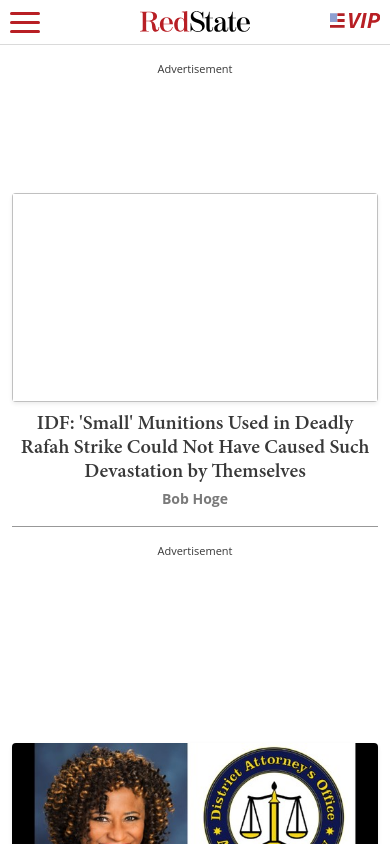 RedState
VIP
Advertisement
IDF: 'Small' Munitions Used in Deadly
Rafah Strike Could Not Have Caused Such
Devastation by Themselves
Bob Hoge
Advertisement
District Attorney's Office